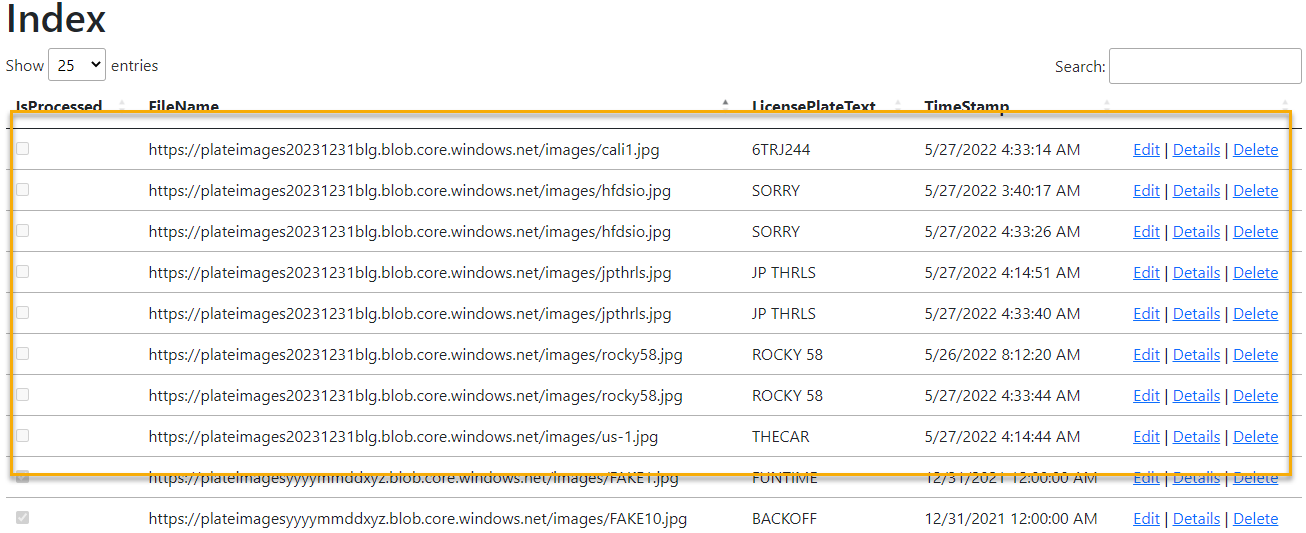 Index
Show 25 entries Search:
IsProcessed FileName LicensePlateText TimeStamp
https://plateimages20231231blg.blob.core.windows.net/images/cali1.jpg 6TRJ244 5/27/2022 4:33:14 AM Edit | Details | Delete
https://plateimages20231231blg.blob.core.windows.net/images/hfdsio.jpg SORRY 5/27/2022 3:40:17 AM Edit | Details | Delete
https://plateimages20231231blg.blob.core.windows.net/images/hfdsio.jpg SORRY 5/27/2022 4:33:26 AM Edit | Details | Delete
https://plateimages20231231blg.blob.core.windows.net/images/jpthrls.jpg JP THRLS 5/27/2022 4:14:51 AM Edit | Details | Delete
https://plateimages20231231blg.blob.core.windows.net/images/jpthrls.jpg JP THRLS 5/27/2022 4:33:40 AM Edit | Details | Delete
https://plateimages20231231blg.blob.core.windows.net/images/rocky58.jpg ROCKY 58 5/26/2022 8:12:20 AM Edit | Details | Delete
https://plateimages20231231blg.blob.core.windows.net/images/rocky58.jpg ROCKY 58 5/27/2022 4:33:44 AM Edit | Details | Delete
https://plateimages20231231blg.blob.core.windows.net/images/us-1.jpg THECAR 5/27/2022 4:14:44 AM Edit | Details | Delete
https://plateimagesyyyymmddxyz.blob.core.windows.net/images/FAKE1.jpg FUNTIME 12/31/2021 12:00:00 AM Edit | Details | Delete
https://plateimagesyyyymmddxyz.blob.core.windows.net/images/FAKE10.jpg BACKOFF 12/31/2021 12:00:00 AM Edit | Details | Delete